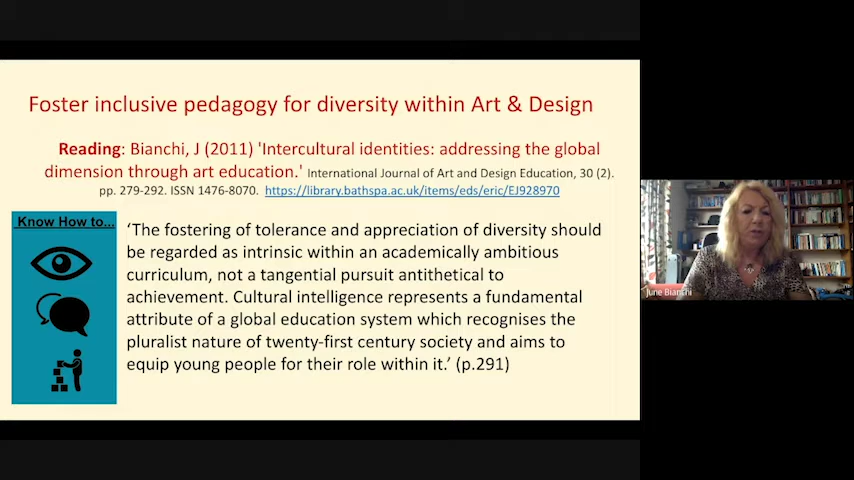 Foster inclusive pedagogy for diversity within Art & Design
Reading: Bianchi, J (2011) 'Intercultural identities: addressing the global
dimension through art education.' International Journal of Art and Design Education, 30 (2).
pp. 279-292. ISSN 1476-8070. https://library.bathspa.ac.uk/items/eds/eric/EJ928970
Know How to...
‘The fostering of tolerance and appreciation of diversity should
be regarded as intrinsic within an academically ambitious
curriculum, not a tangential pursuit antithetical to
achievement. Cultural intelligence represents a fundamental
attribute of a global education system which recognises the
pluralist nature of twenty-first century society and aims to
equip young people for their role within it.’ (p.291)
June Bianchi